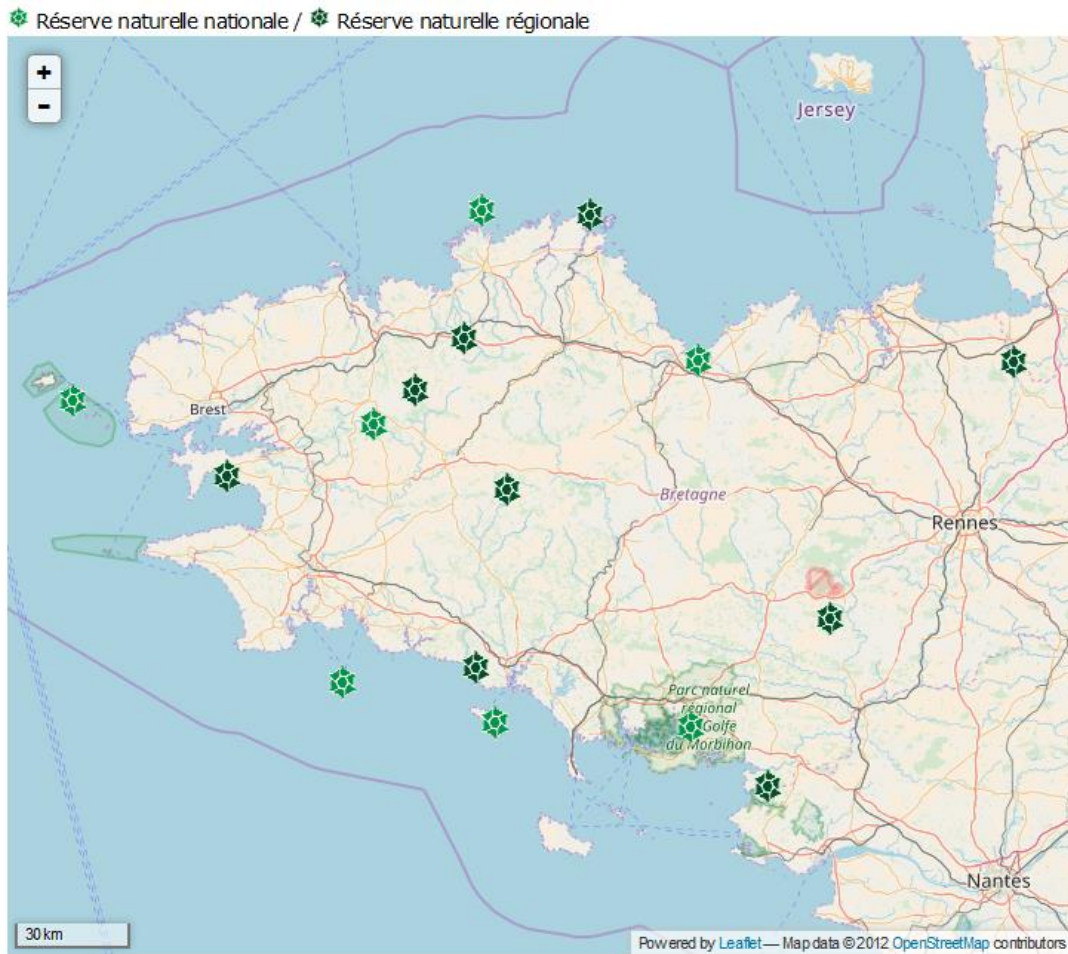 Réserve naturelle nationale / Réserve naturelle régionale
+
-
Jersey
Brest
Bretagne
Rennes
Parc naturel
régional
Golfe
du Morbihan
Nantes
30 km
Powered by Leaflet — Map data © 2012 OpenStreetMap contributors